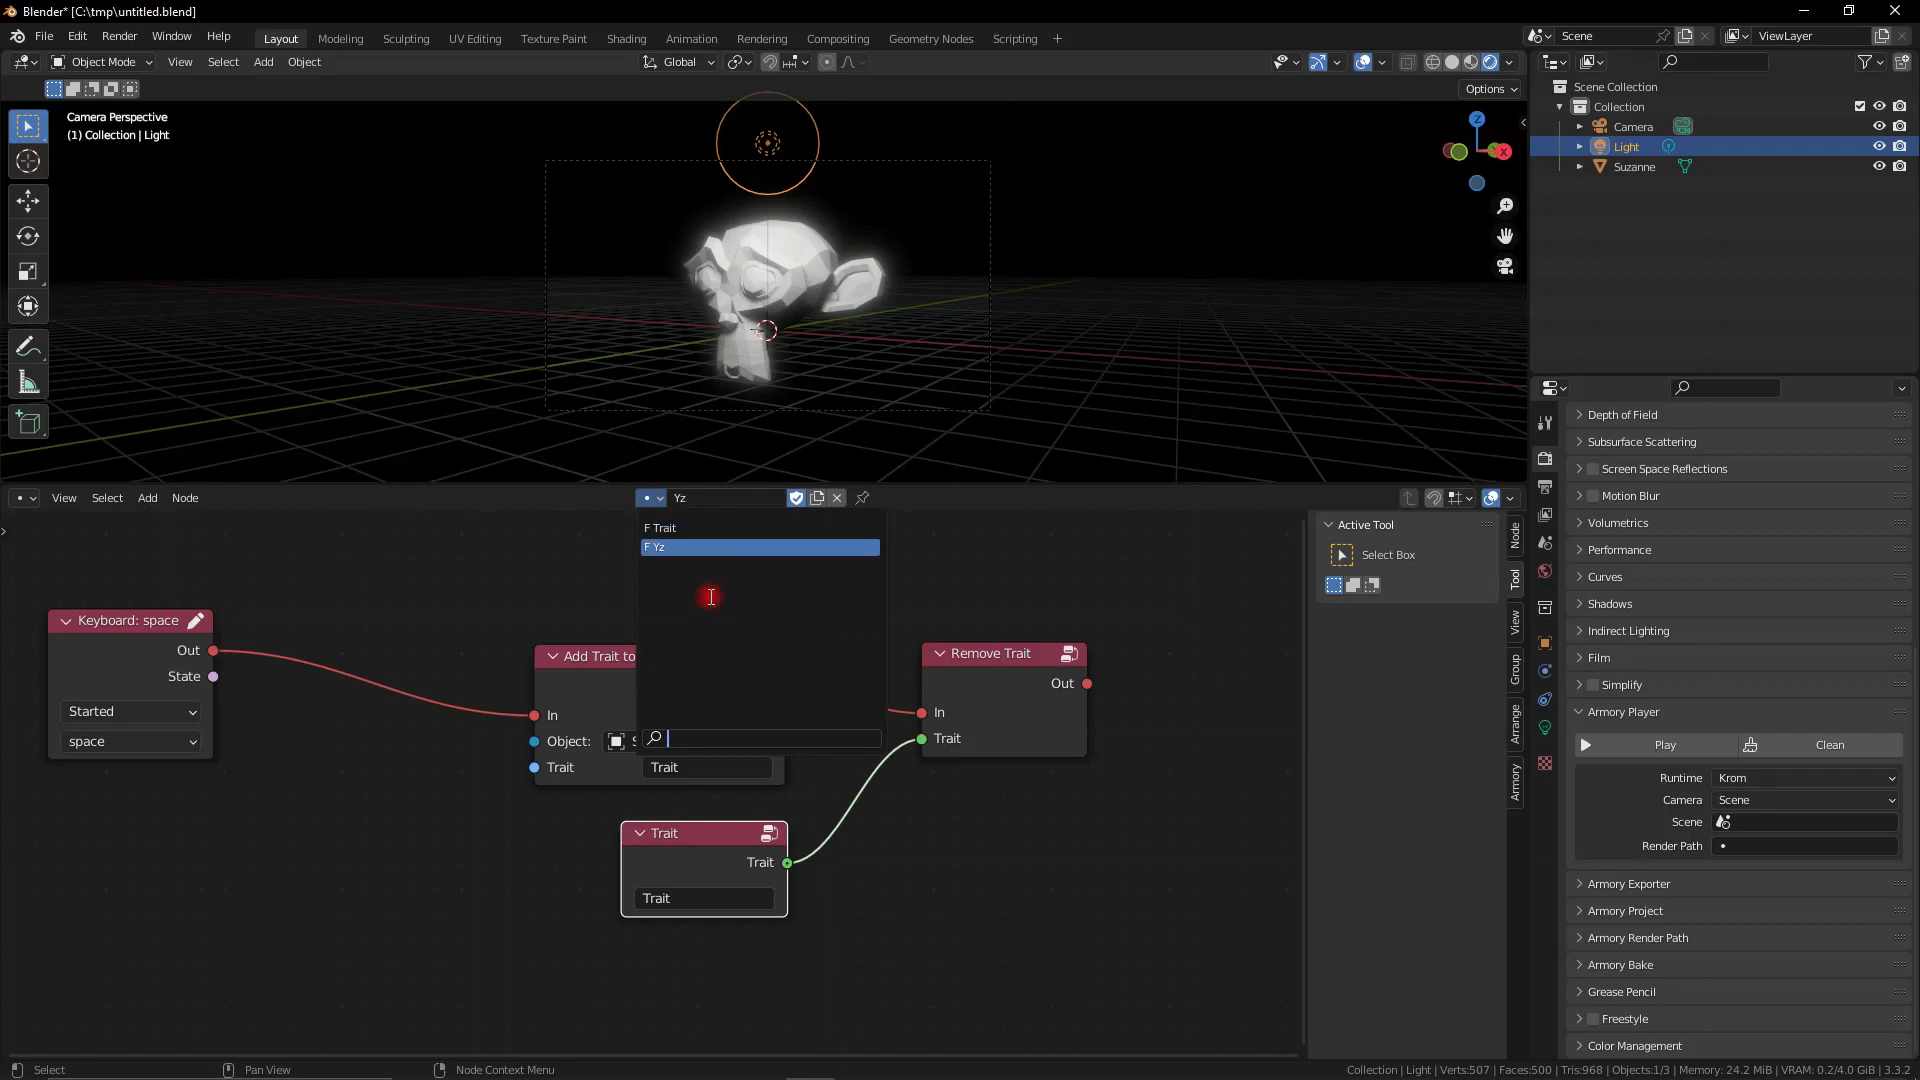 Blender* [C:\tmp\untitled.blend]
File Edit Render Window Help
Layout Modeling Sculpting UV Editing Texture Paint Shading Animation Rendering Compositing Geometry Nodes Scripting +
Scene
ViewLayer
Object Mode
View Select Add Object
Global
Options
Camera Perspective
(1) Collection | Light
Z
X
Scene Collection
Collection
Camera
Light
Suzanne
Depth of Field
Subsurface Scattering
Screen Space Reflections
Motion Blur
Volumetrics
Performance
Curves
Shadows
Indirect Lighting
Film
Simplify
Armory Player
Play Clean
Runtime Krom
Camera Scene
Scene
Render Path
Armory Exporter
Armory Project
Armory Render Path
Armory Bake
Grease Pencil
Freestyle
Color Management
View Select Add Node
Yz
F Trait
F Yz
Keyboard: space
Out
State
Started
space
Add Trait to
In
Object:
Trait Trait
Trait
Trait
Trait
Remove Trait
Out
In
Trait
Active Tool
Select Box
Node
Tool
View
Group
Arrange
Armory
Select
Pan View
Node Context Menu
Collection | Light | Verts:507 | Faces:500 | Tris:968 | Objects:1/3 | Memory: 24.2 MiB | VRAM: 0.2/4.0 GiB | 3.3.2